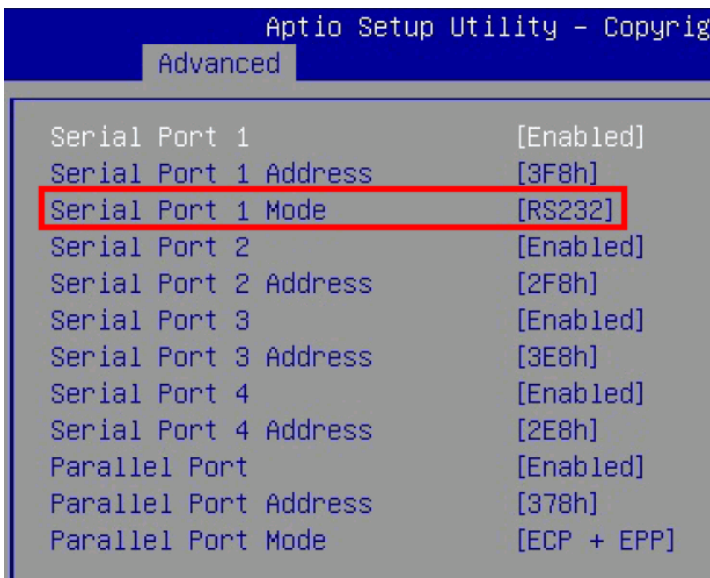 Aptio Setup Utility – Copyrig
Advanced
Serial Port 1 [Enabled]
Serial Port 1 Address [3F8h]
Serial Port 1 Mode [RS232]
Serial Port 2 [Enabled]
Serial Port 2 Address [2F8h]
Serial Port 3 [Enabled]
Serial Port 3 Address [3E8h]
Serial Port 4 [Enabled]
Serial Port 4 Address [2E8h]
Parallel Port [Enabled]
Parallel Port Address [378h]
Parallel Port Mode [ECP + EPP]